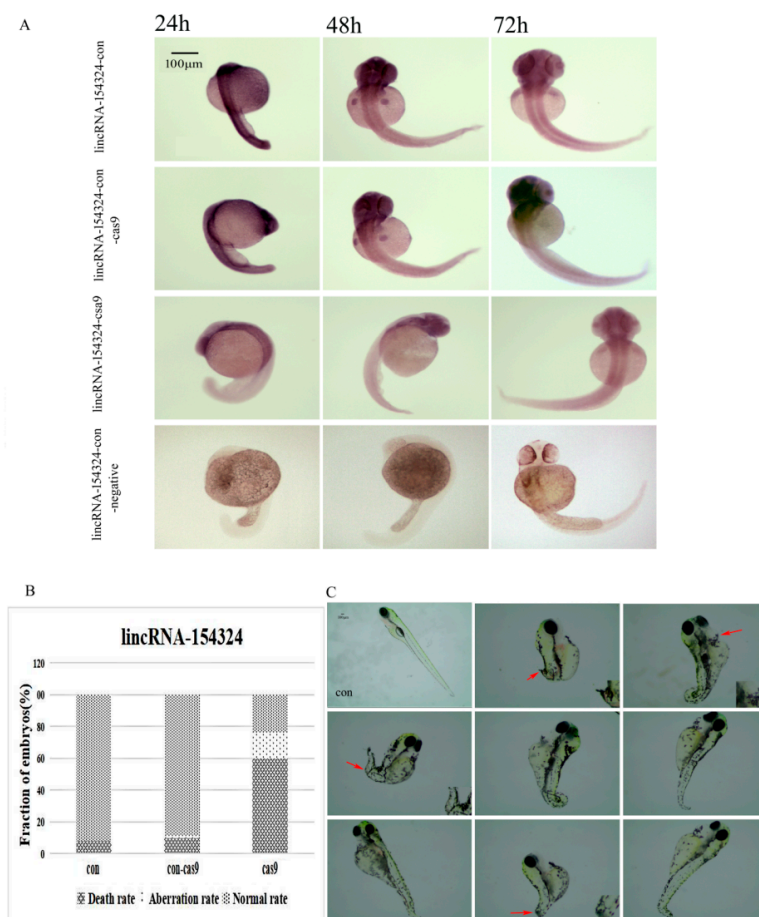 A
24h
48h
72h
100μm
lincRNA-154324-con
lincRNA-154324-con
-cas9
lincRNA-154324-csa9
lincRNA-154324-con
-negative
B
lincRNA-154324
Fraction of embryos(%)
120
00
80
60
40
20
0
con
con-cas9
cas9
Death rate
Aberration rate
Normal rate
C
con